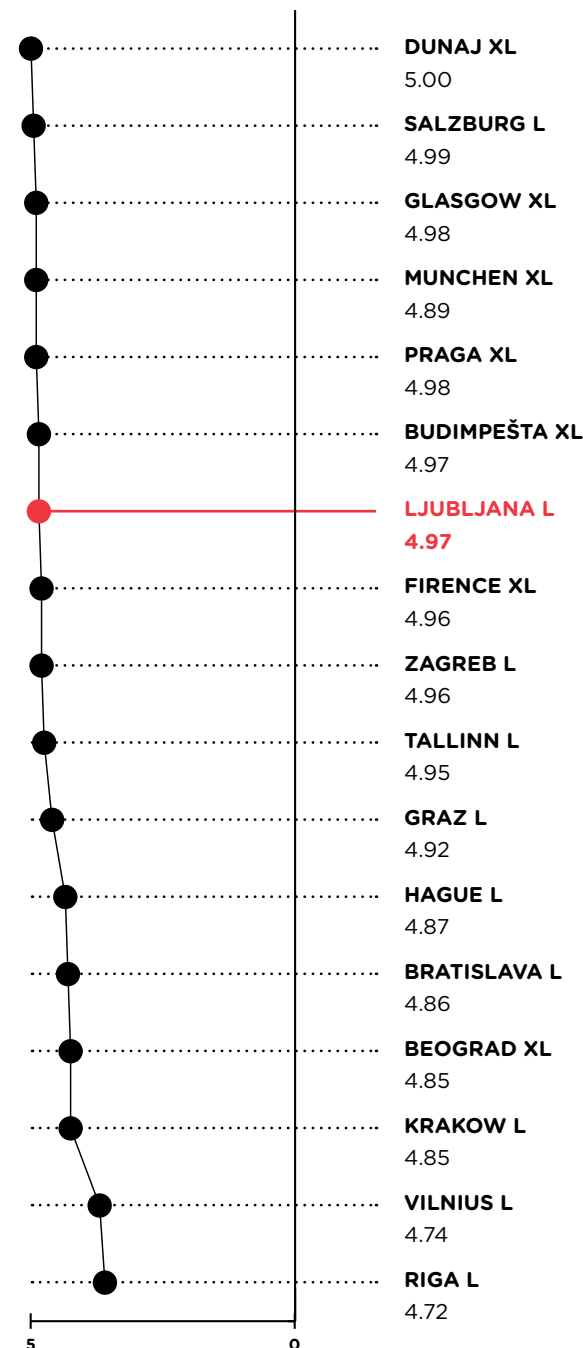 DUNAJ XL
5.00
SALZBURG L
4.99
GLASGOW XL
4.98
MUNCHEN XL
4.89
PRAGA XL
4.98
BUDIMPEŠTA XL
4.97
LJUBLJANA L
4.97
FIRENCE XL
4.96
ZAGREB L
4.96
TALLINN L
4.95
GRAZ L
4.92
HAGUE L
4.87
BRATISLAVA L
4.86
BEOGRAD XL
4.85
KRAKOW L
4.85
VILNIUS L
4.74
RIGA L
4.72
5 0